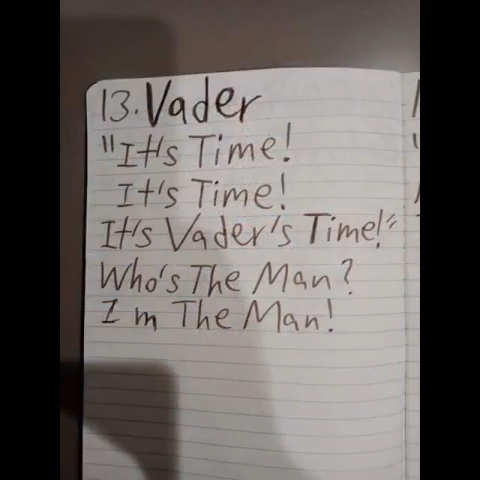 13. Vader
"It's Time!
It's Time!
It's Vader's Time!"
Who's The Man?
I m The Man!